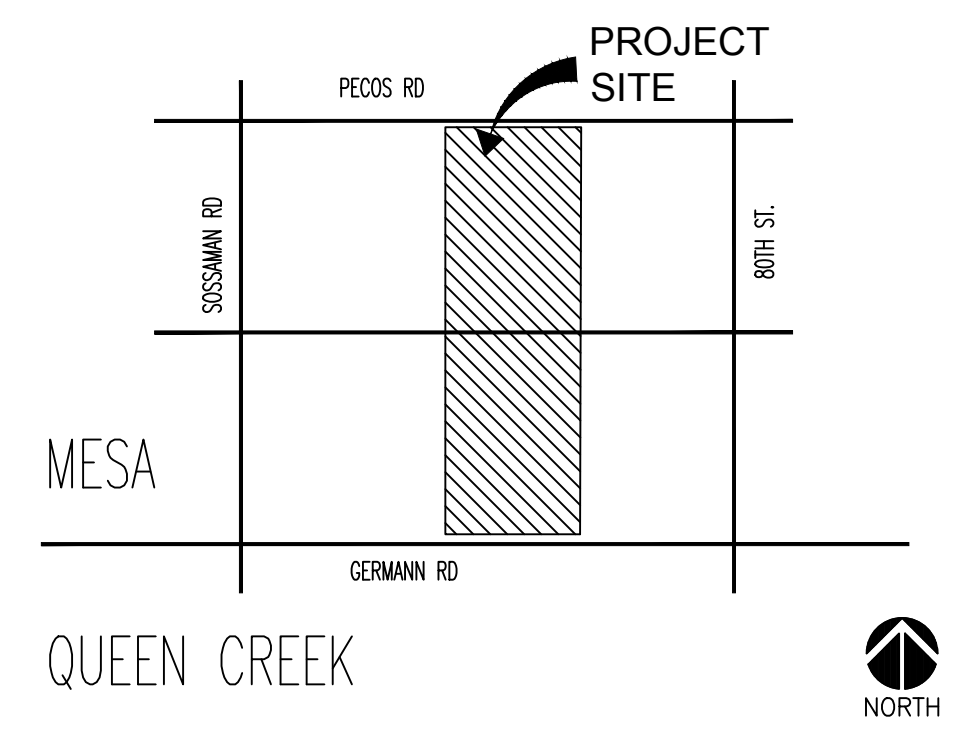 PROJECT
SITE
PECOS RD
SOSSAMAN RD
80TH ST.
MESA
GERMANN RD
QUEEN CREEK
NORTH